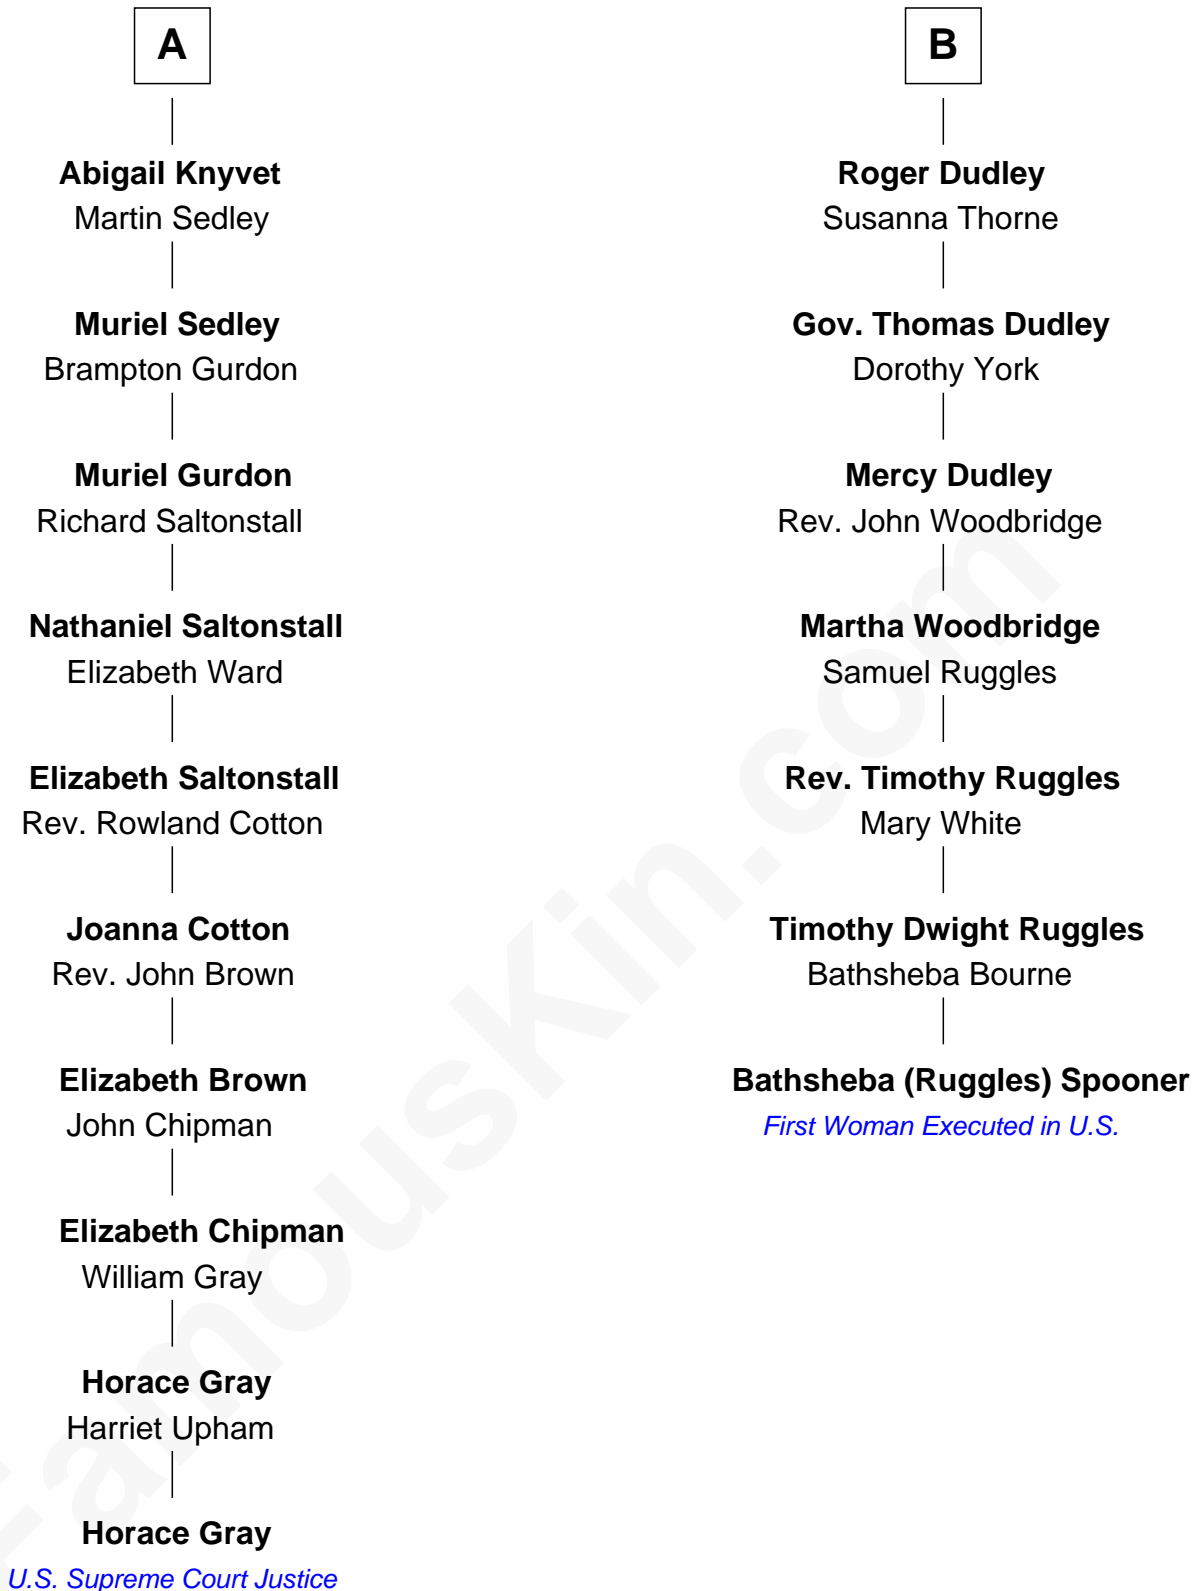 A
Abigail Knyvet
Martin Sedley
Muriel Sedley
Brampton Gurdon
Muriel Gurdon
Richard Saltonstall
Nathaniel Saltonstall
Elizabeth Ward
Elizabeth Saltonstall
Rev. Rowland Cotton
Joanna Cotton
Rev. John Brown
Elizabeth Brown
John Chipman
Elizabeth Chipman
William Gray
Horace Gray
Harriet Upham
Horace Gray
U.S. Supreme Court Justice
B
Roger Dudley
Susanna Thorne
Gov. Thomas Dudley
Dorothy York
Mercy Dudley
Rev. John Woodbridge
Martha Woodbridge
Samuel Ruggles
Rev. Timothy Ruggles
Mary White
Timothy Dwight Ruggles
Bathsheba Bourne
Bathsheba (Ruggles) Spooner
First Woman Executed in U.S.
FamousKin.com